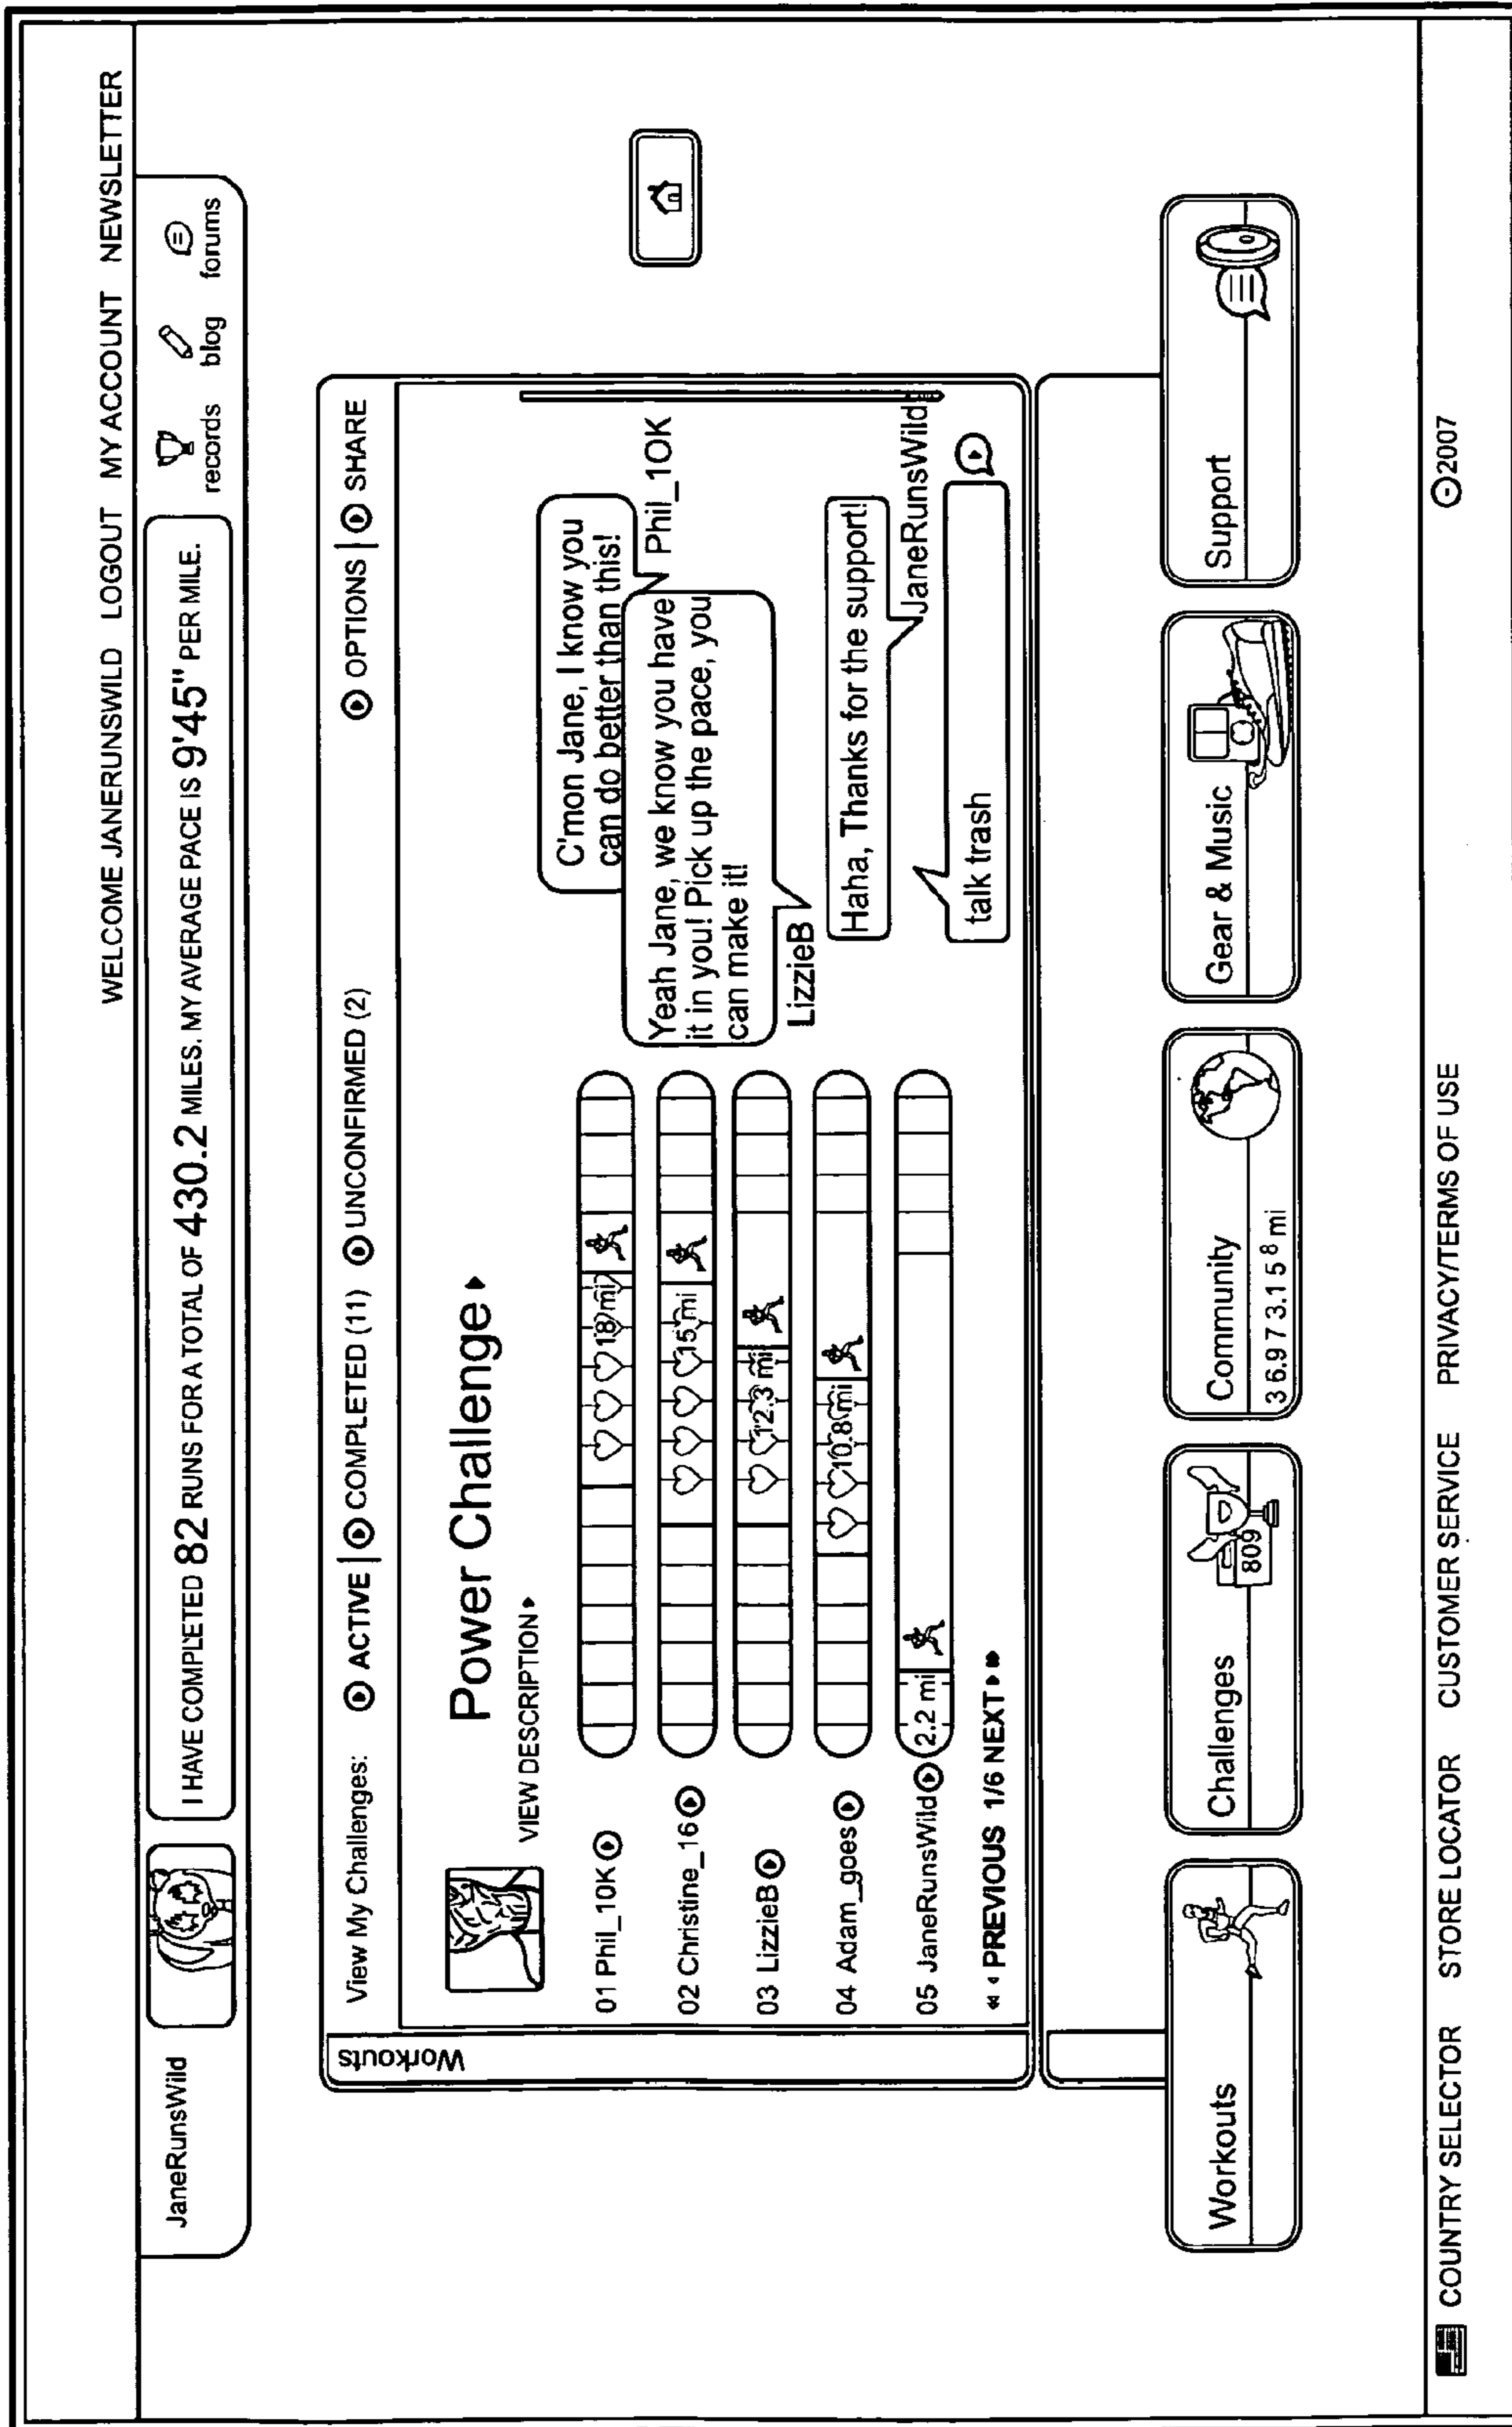 WELCOME JANERUNSWILD LOGOUT MY ACCOUNT NEWSLETTER
JaneRunsWild
I HAVE COMPLETED 82 RUNS FOR A TOTAL OF 430.2 MILES. MY AVERAGE PACE IS 9'45" PER MILE.
records blog forums
View My Challenges: ACTIVE | COMPLETED (11) UNCONFIRMED (2) OPTIONS | SHARE
Workouts
Power Challenge
VIEW DESCRIPTION
01 Phil_10K 18 mi
02 Christine_16 15 mi
03 LizzieB 12.3 mi
04 Adam_goes 10.8 mi
05 JaneRunsWild 2.2 mi
PREVIOUS 1/6 NEXT
C'mon Jane, I know you
can do better than this!
Phil_10K
Yeah Jane, we know you have
it in you! Pick up the pace, you
can make it!
LizzieB
Haha, Thanks for the support!
JaneRunsWild
talk trash
Workouts
Challenges
809
Community
3 6.9 7 3.1 5 8 mi
Gear & Music
Support
COUNTRY SELECTOR STORE LOCATOR CUSTOMER SERVICE PRIVACY/TERMS OF USE 2007